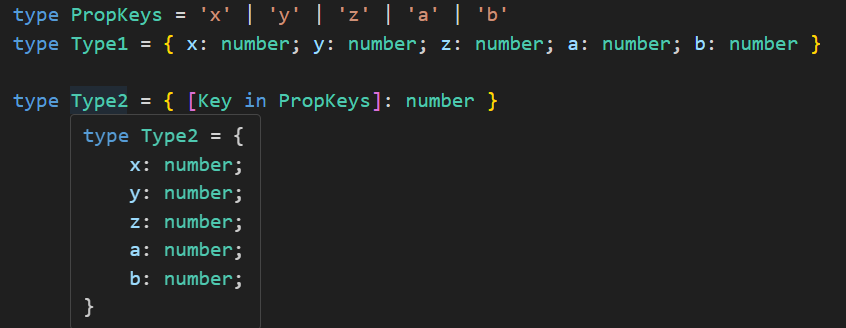 type PropKeys = 'x' | 'y' | 'z' | 'a' | 'b'
type Type1 = { x: number; y: number; z: number; a: number; b: number }
type Type2 = { [Key in PropKeys]: number }
type Type2 = {
    x: number;
    y: number;
    z: number;
    a: number;
    b: number;
}